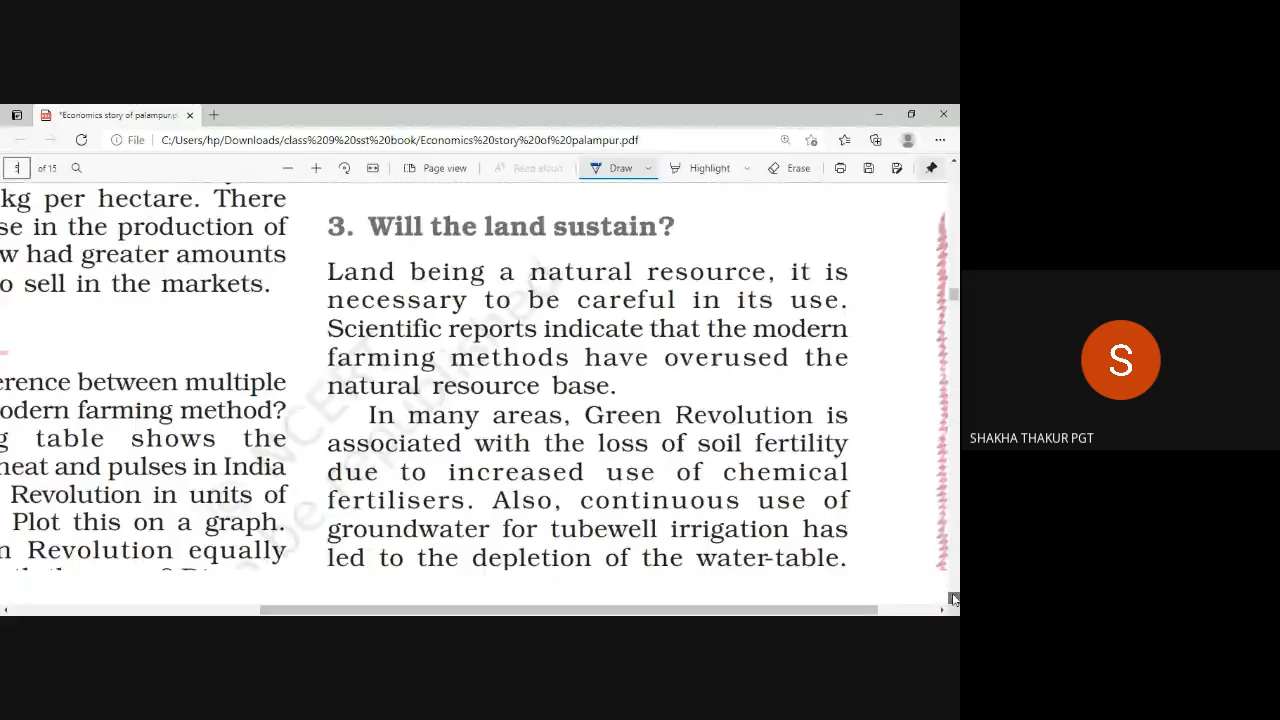 *Economics story of palampur.p
File C:/Users/hp/Downloads/class%209%20sst%20book/Economics%20story%20of%20palampur.pdf
of 15 Page view Read aloud Draw Highlight Erase
kg per hectare. There
se in the production of
w had greater amounts
o sell in the markets.
erence between multiple
odern farming method?
g table shows the
heat and pulses in India
Revolution in units of
Plot this on a graph.
n Revolution equally
3. Will the land sustain?
Land being a natural resource, it is
necessary to be careful in its use.
Scientific reports indicate that the modern
farming methods have overused the
natural resource base.
In many areas, Green Revolution is
associated with the loss of soil fertility
due to increased use of chemical
fertilisers. Also, continuous use of
groundwater for tubewell irrigation has
led to the depletion of the water-table.
© NCERT
be republished
S
SHAKHA THAKUR PGT